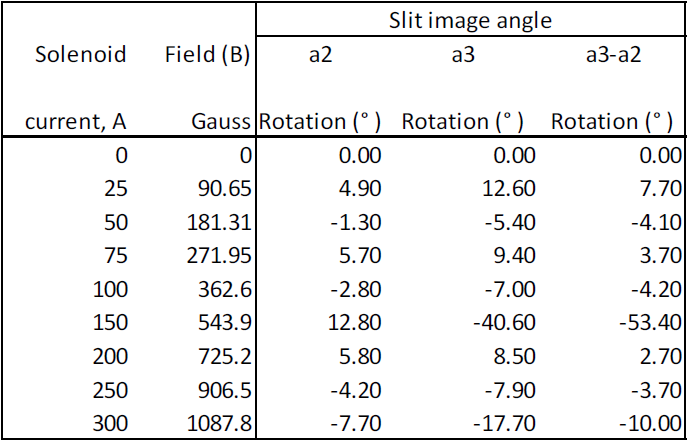 Slit image angle
Solenoid Field (B) a2 a3 a3-a2
current, A Gauss Rotation (° ) Rotation (° ) Rotation (° )
0 0 0.00 0.00 0.00
25 90.65 4.90 12.60 7.70
50 181.31 -1.30 -5.40 -4.10
75 271.95 5.70 9.40 3.70
100 362.6 -2.80 -7.00 -4.20
150 543.9 12.80 -40.60 -53.40
200 725.2 5.80 8.50 2.70
250 906.5 -4.20 -7.90 -3.70
300 1087.8 -7.70 -17.70 -10.00